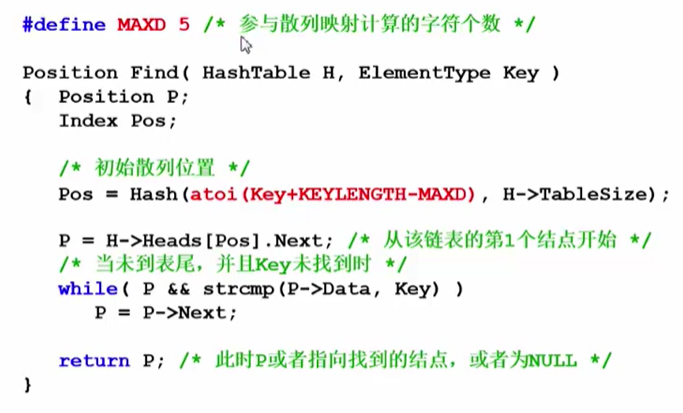 #define MAXD 5 /* 参与散列映射计算的字符个数 */
Position Find( HashTable H, ElementType Key )
{ Position P;
Index Pos;
/* 初始散列位置 */
Pos = Hash(atoi(Key+KEYLENGTH-MAXD), H->TableSize);
P = H->Heads[Pos].Next; /* 从该链表的第1个结点开始 */
/* 当未到表尾，并且Key未找到时 */
while( P && strcmp(P->Data, Key) )
P = P->Next;
return P; /* 此时P或者指向找到的结点，或者为NULL */
}